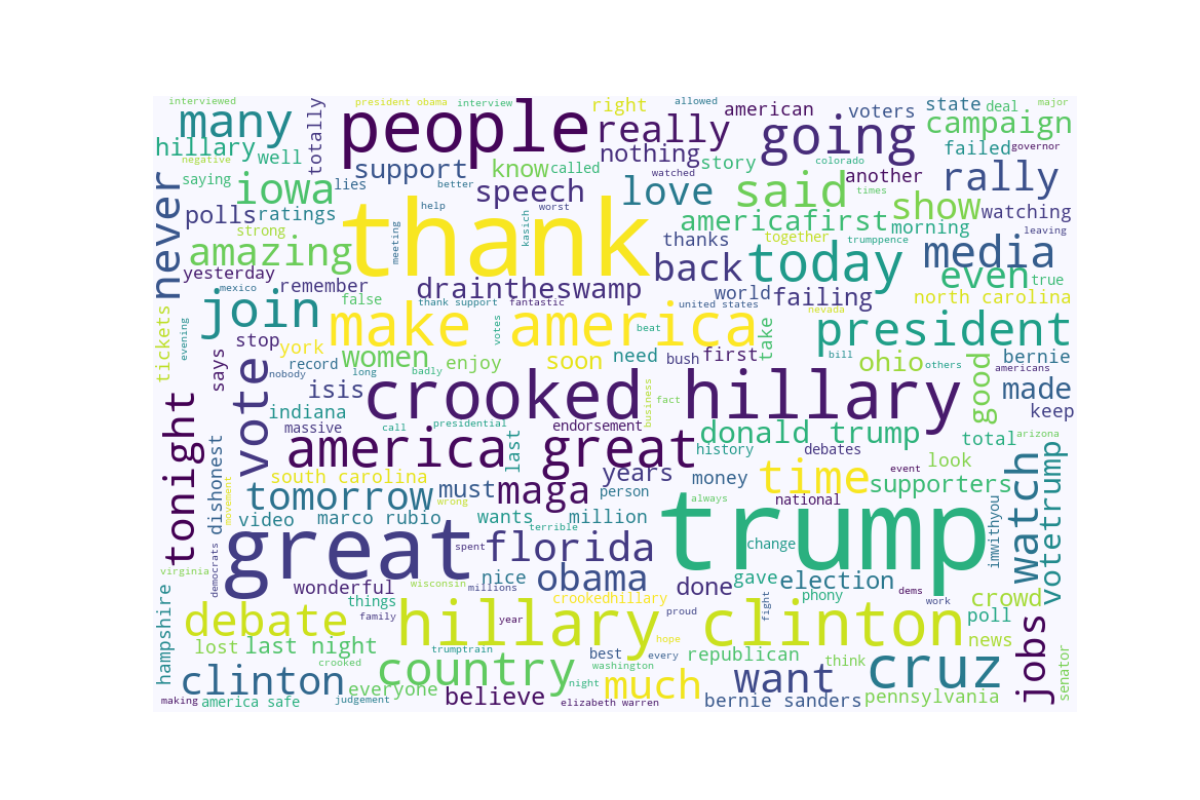 interviewed
president obama
interview
right
allowed
american
voters
state
deal
major
many
totally
people
really
going
campaign
hillary
well
negative
support
know
called
nothing
story
colorado
another
failed
governor
saying
iowa
lies
better
speech
love
watched
said
times
rally
never
polls
ratings
help
worst
kasich
americafirst
show
morning
watching
leaving
strong
amazing
thank
meeting
thanks
together
trumppence
media
yesterday
remember
draintheswamp
back
today
even
true
mexico
false
thank support
fantastic
world
united states
failing
north carolina
tickets
join
make america
votes
beat
take
nevada
president
evening
stop
york
women
enjoy
soon
need
bush
first
bill
ohio
others
bernie
says
vote
record
nobody
long
badly
isis
crooked hillary
business
fact
good
americans
made
keep
indiana
massive
call
presidential
endorsement
donald trump
total
arizona
tonight
dishonest
america great
last
history
debates
look
south carolina
years
money
time
event
supporters
watch
votetrump
movement
tomorrow
must
maga
person
always
national
wrong
video
marco rubio
wants
million
terrible
imwithyou
great
spent
florida
trump
change
virginia
democrats
wonderful
wisconsin
nice
millions
obama
done
gave
election
dems
crowd
things
crookedhillary
phony
work
hampshire
debate
family
hillary clinton
year
proud
fight
poll
hope
news
lost
last night
trumptrain
best
every
republican
think
jobs
senator
crooked
clinton
country
washington
night
want
cruz
everyone
believe
much
making
america safe
judgement
elizabeth warren
bernie sanders
pennsylvania